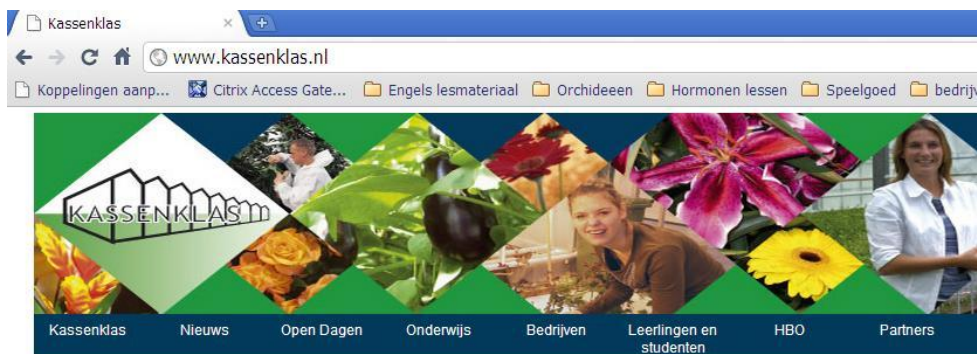 Kassenklas
www.kassenklas.nl
Koppelingen aanp... Citrix Access Gate... Engels lesmateriaal Orchideeen Hormonen lessen Speelgoed bedrijv
KASSENKLAS
Kassenklas Nieuws Open Dagen Onderwijs Bedrijven Leerlingen en studenten HBO Partners